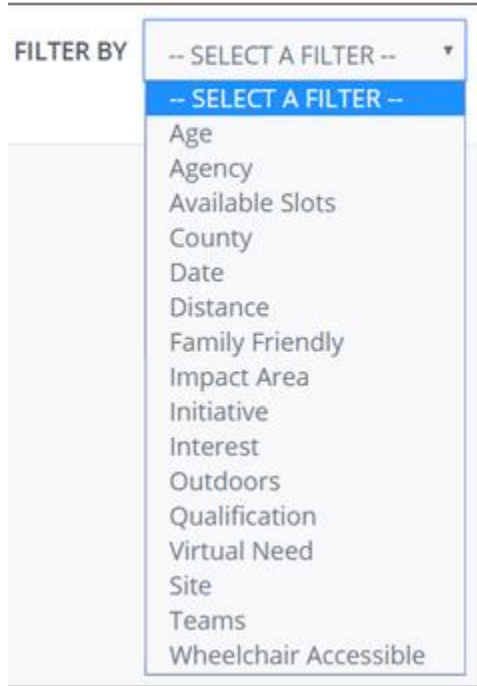 FILTER BY -- SELECT A FILTER --
-- SELECT A FILTER --
Age
Agency
Available Slots
County
Date
Distance
Family Friendly
Impact Area
Initiative
Interest
Outdoors
Qualification
Virtual Need
Site
Teams
Wheelchair Accessible